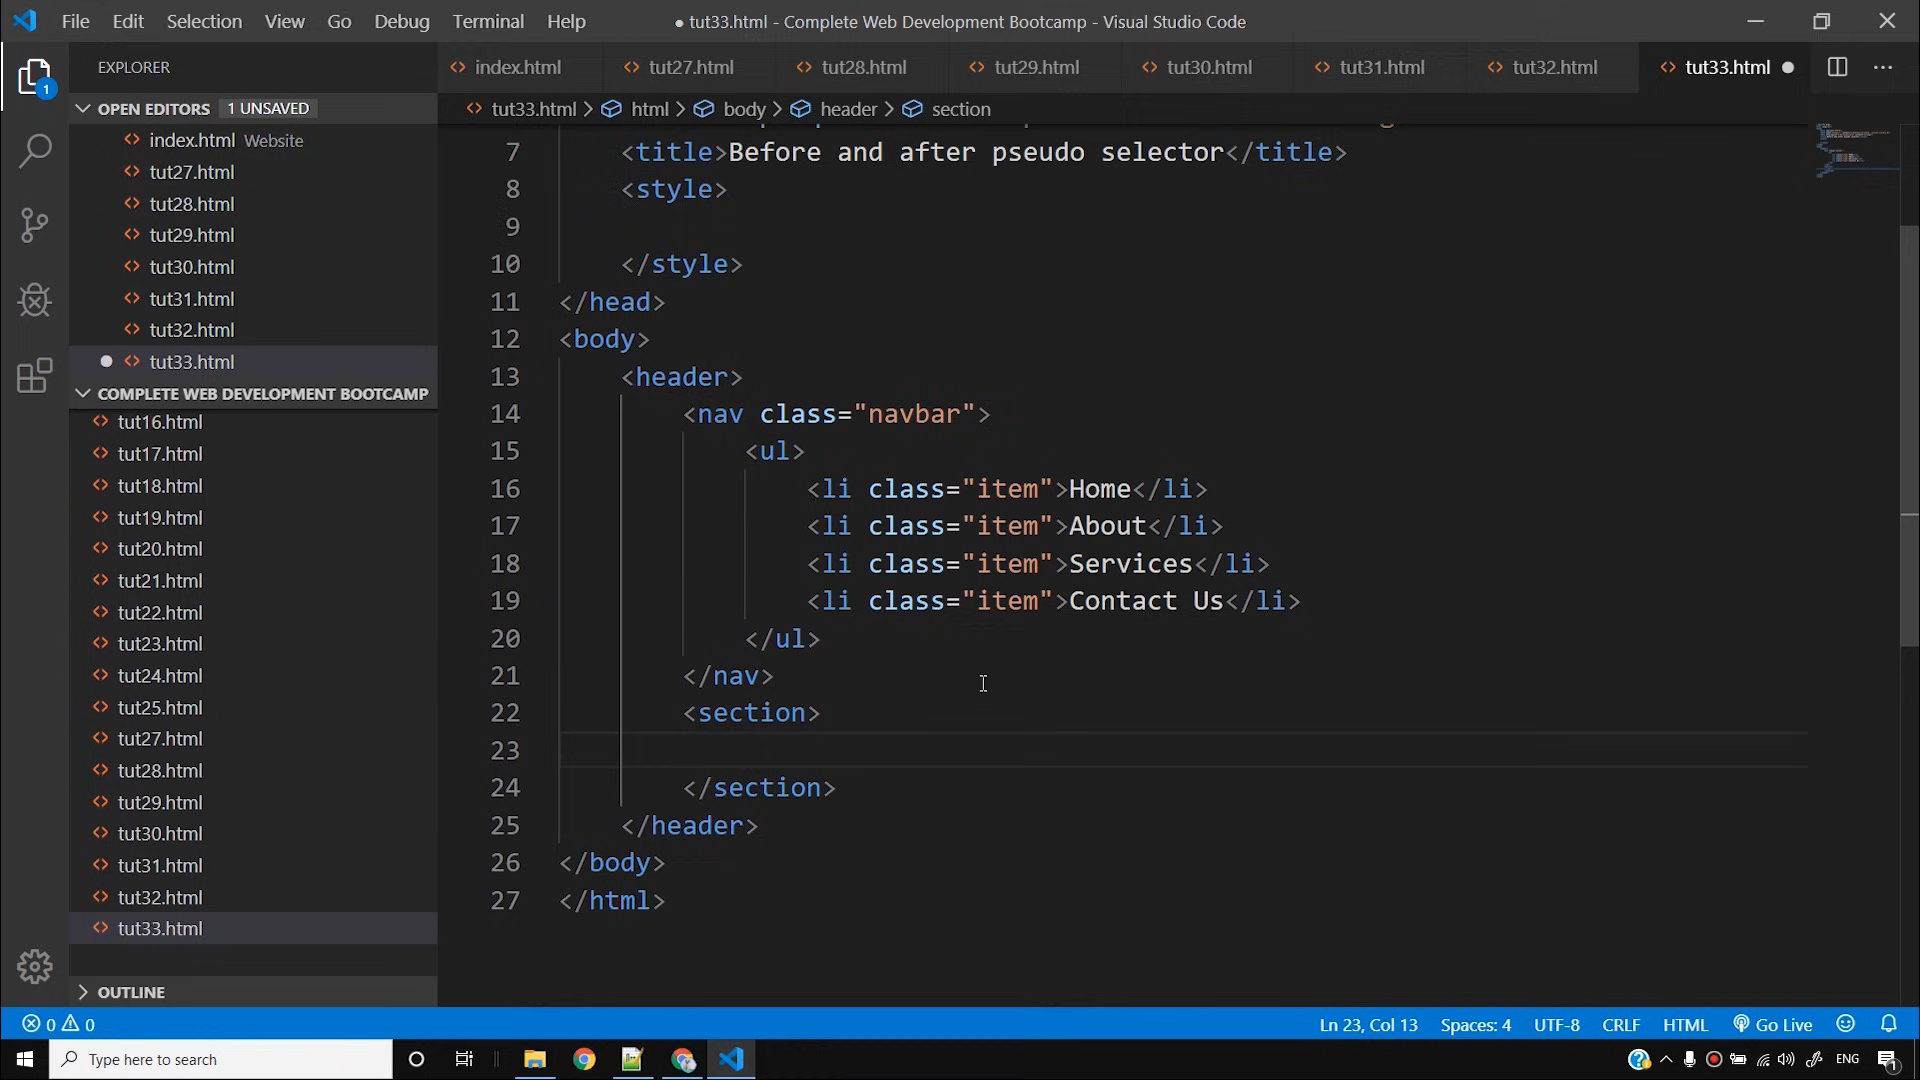 File Edit Selection View Go Debug Terminal Help
● tut33.html - Complete Web Development Bootcamp - Visual Studio Code
EXPLORER
index.html tut27.html tut28.html tut29.html tut30.html tut31.html tut32.html tut33.html
OPEN EDITORS 1 UNSAVED
index.html Website
tut27.html
tut28.html
tut29.html
tut30.html
tut31.html
tut32.html
tut33.html
COMPLETE WEB DEVELOPMENT BOOTCAMP
tut16.html
tut17.html
tut18.html
tut19.html
tut20.html
tut21.html
tut22.html
tut23.html
tut24.html
tut25.html
tut27.html
tut28.html
tut29.html
tut30.html
tut31.html
tut32.html
tut33.html
OUTLINE
tut33.html > html > body > header > section
7 <title>Before and after pseudo selector</title>
8 <style>
9
10 </style>
11 </head>
12 <body>
13 <header>
14 <nav class="navbar">
15 <ul>
16 <li class="item">Home</li>
17 <li class="item">About</li>
18 <li class="item">Services</li>
19 <li class="item">Contact Us</li>
20 </ul>
21 </nav>
22 <section>
23
24 </section>
25 </header>
26 </body>
27 </html>
0 0 Ln 23, Col 13 Spaces: 4 UTF-8 CRLF HTML Go Live
Type here to search
ENG
1
1